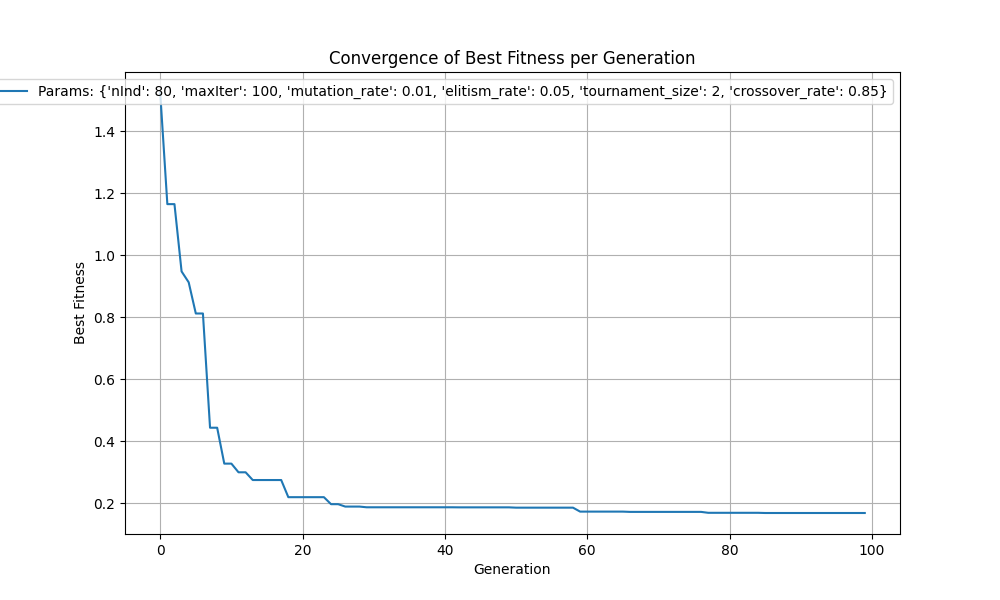 Convergence of Best Fitness per Generation
Params: {'nInd': 80, 'maxIter': 100, 'mutation_rate': 0.01, 'elitism_rate': 0.05, 'tournament_size': 2, 'crossover_rate': 0.85}
1.4
1.2
1.0
0.8
0.6
0.4
0.2
Best Fitness
0 20 40 60 80 100
Generation